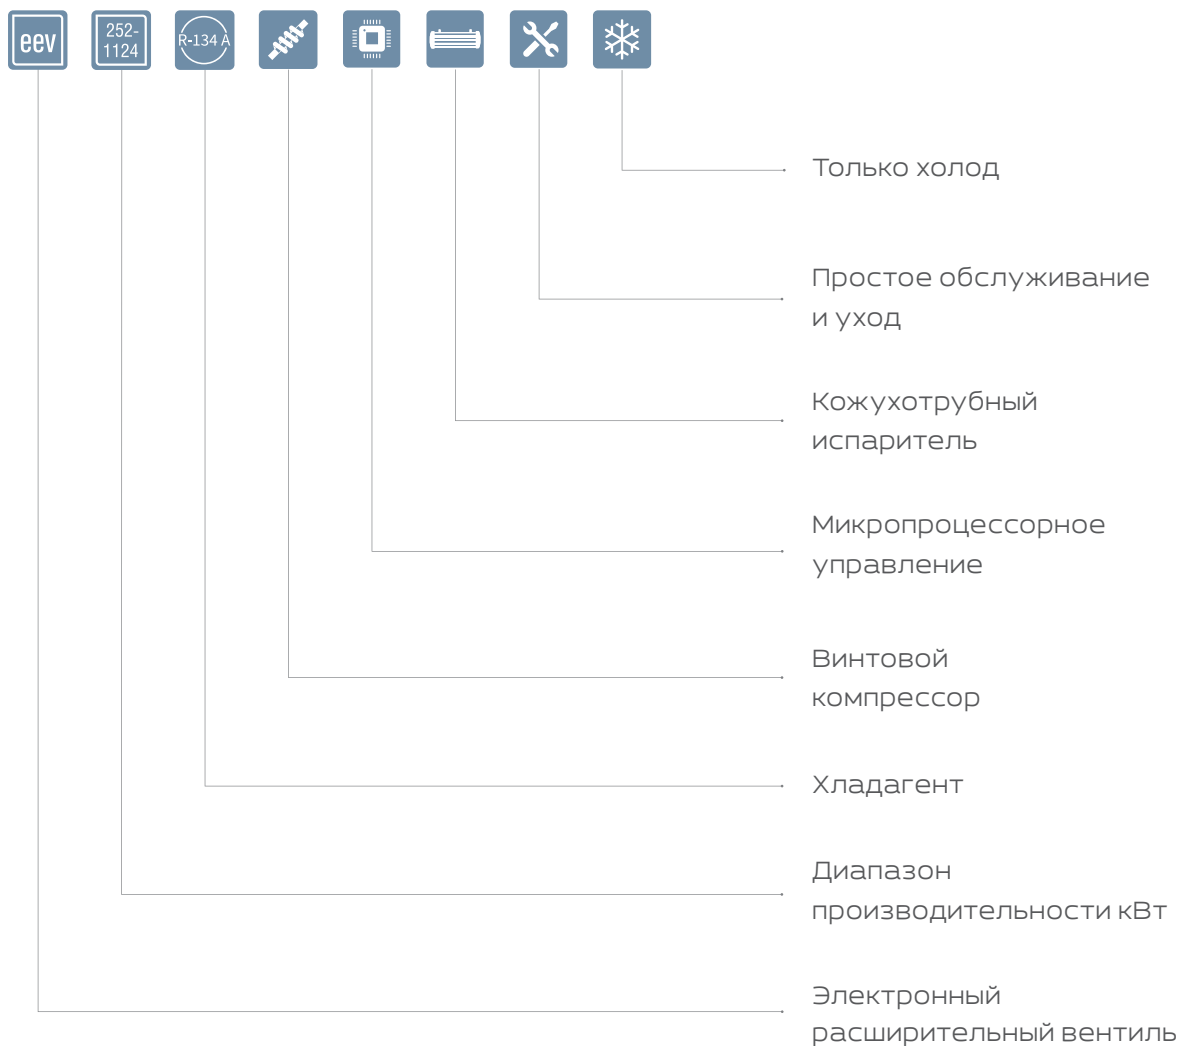 eev
252-
1124
R-134 A
Только холод
Простое обслуживание
и уход
Кожухотрубный
испаритель
Микропроцессорное
управление
Винтовой
компрессор
Хладагент
Диапазон
производительности кВт
Электронный
расширительный вентиль